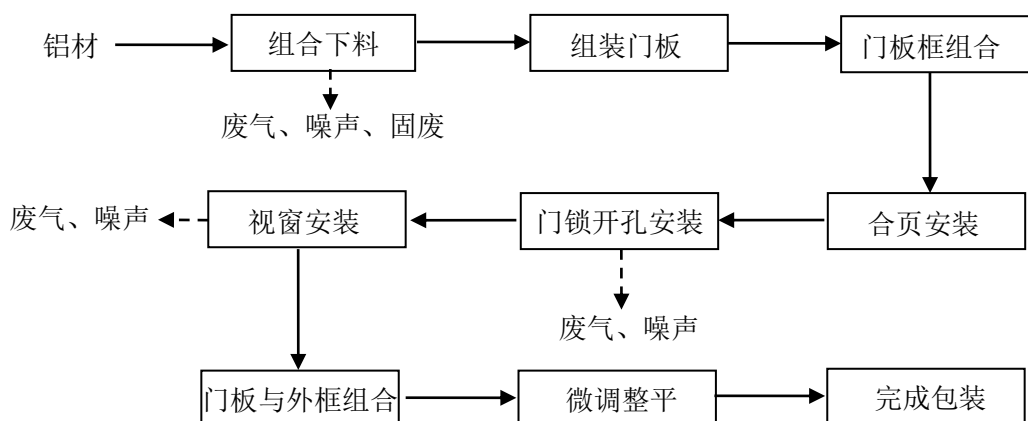 铝材
组合下料
组装门板
门板框组合
废气、噪声、固废
废气、噪声
视窗安装
门锁开孔安装
合页安装
废气、噪声
门板与外框组合
微调整平
完成包装